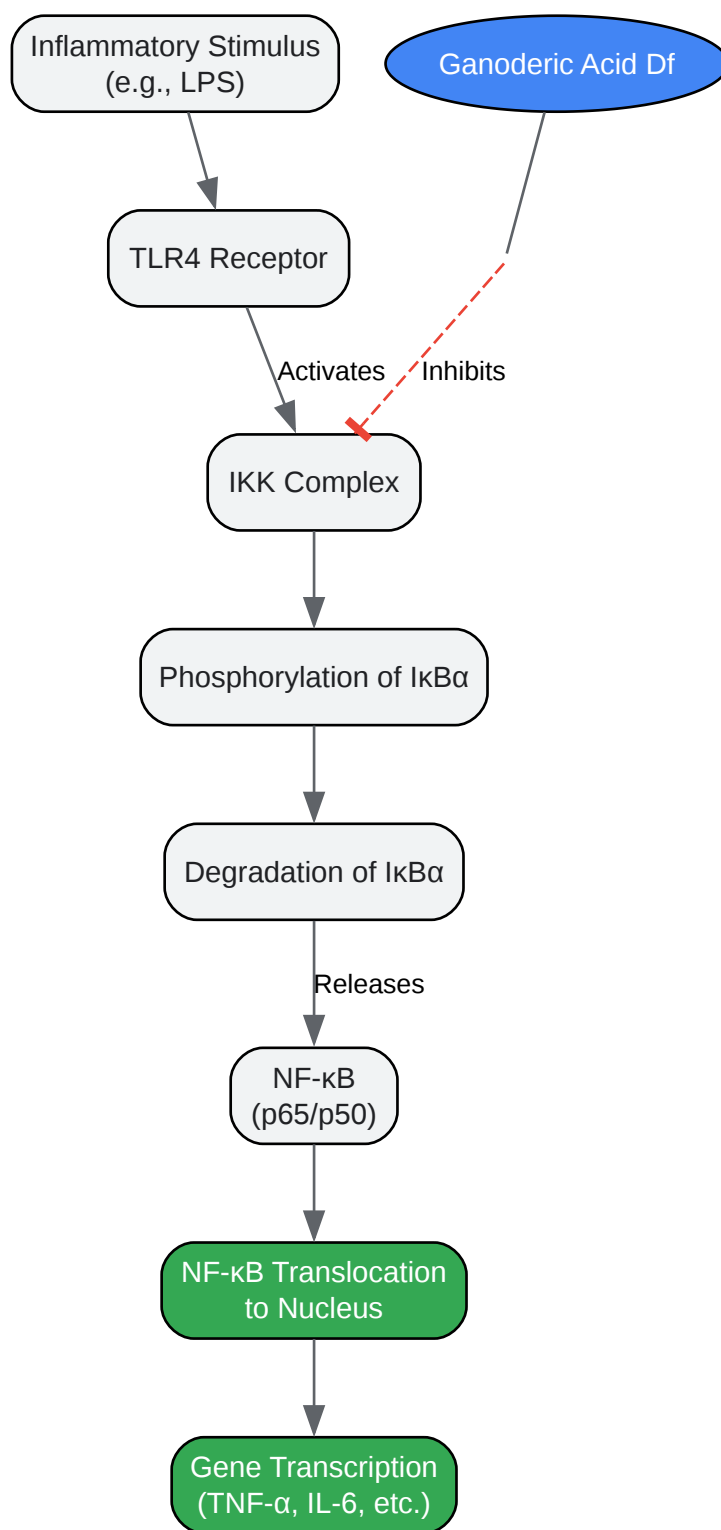 Inflammatory Stimulus
(e.g., LPS)
Ganoderic Acid Df
TLR4 Receptor
Activates
Inhibits
IKK Complex
Phosphorylation of IκBα
Degradation of IκBα
Releases
NF-κB
(p65/p50)
NF-κB Translocation
to Nucleus
Gene Transcription
(TNF-α, IL-6, etc.)